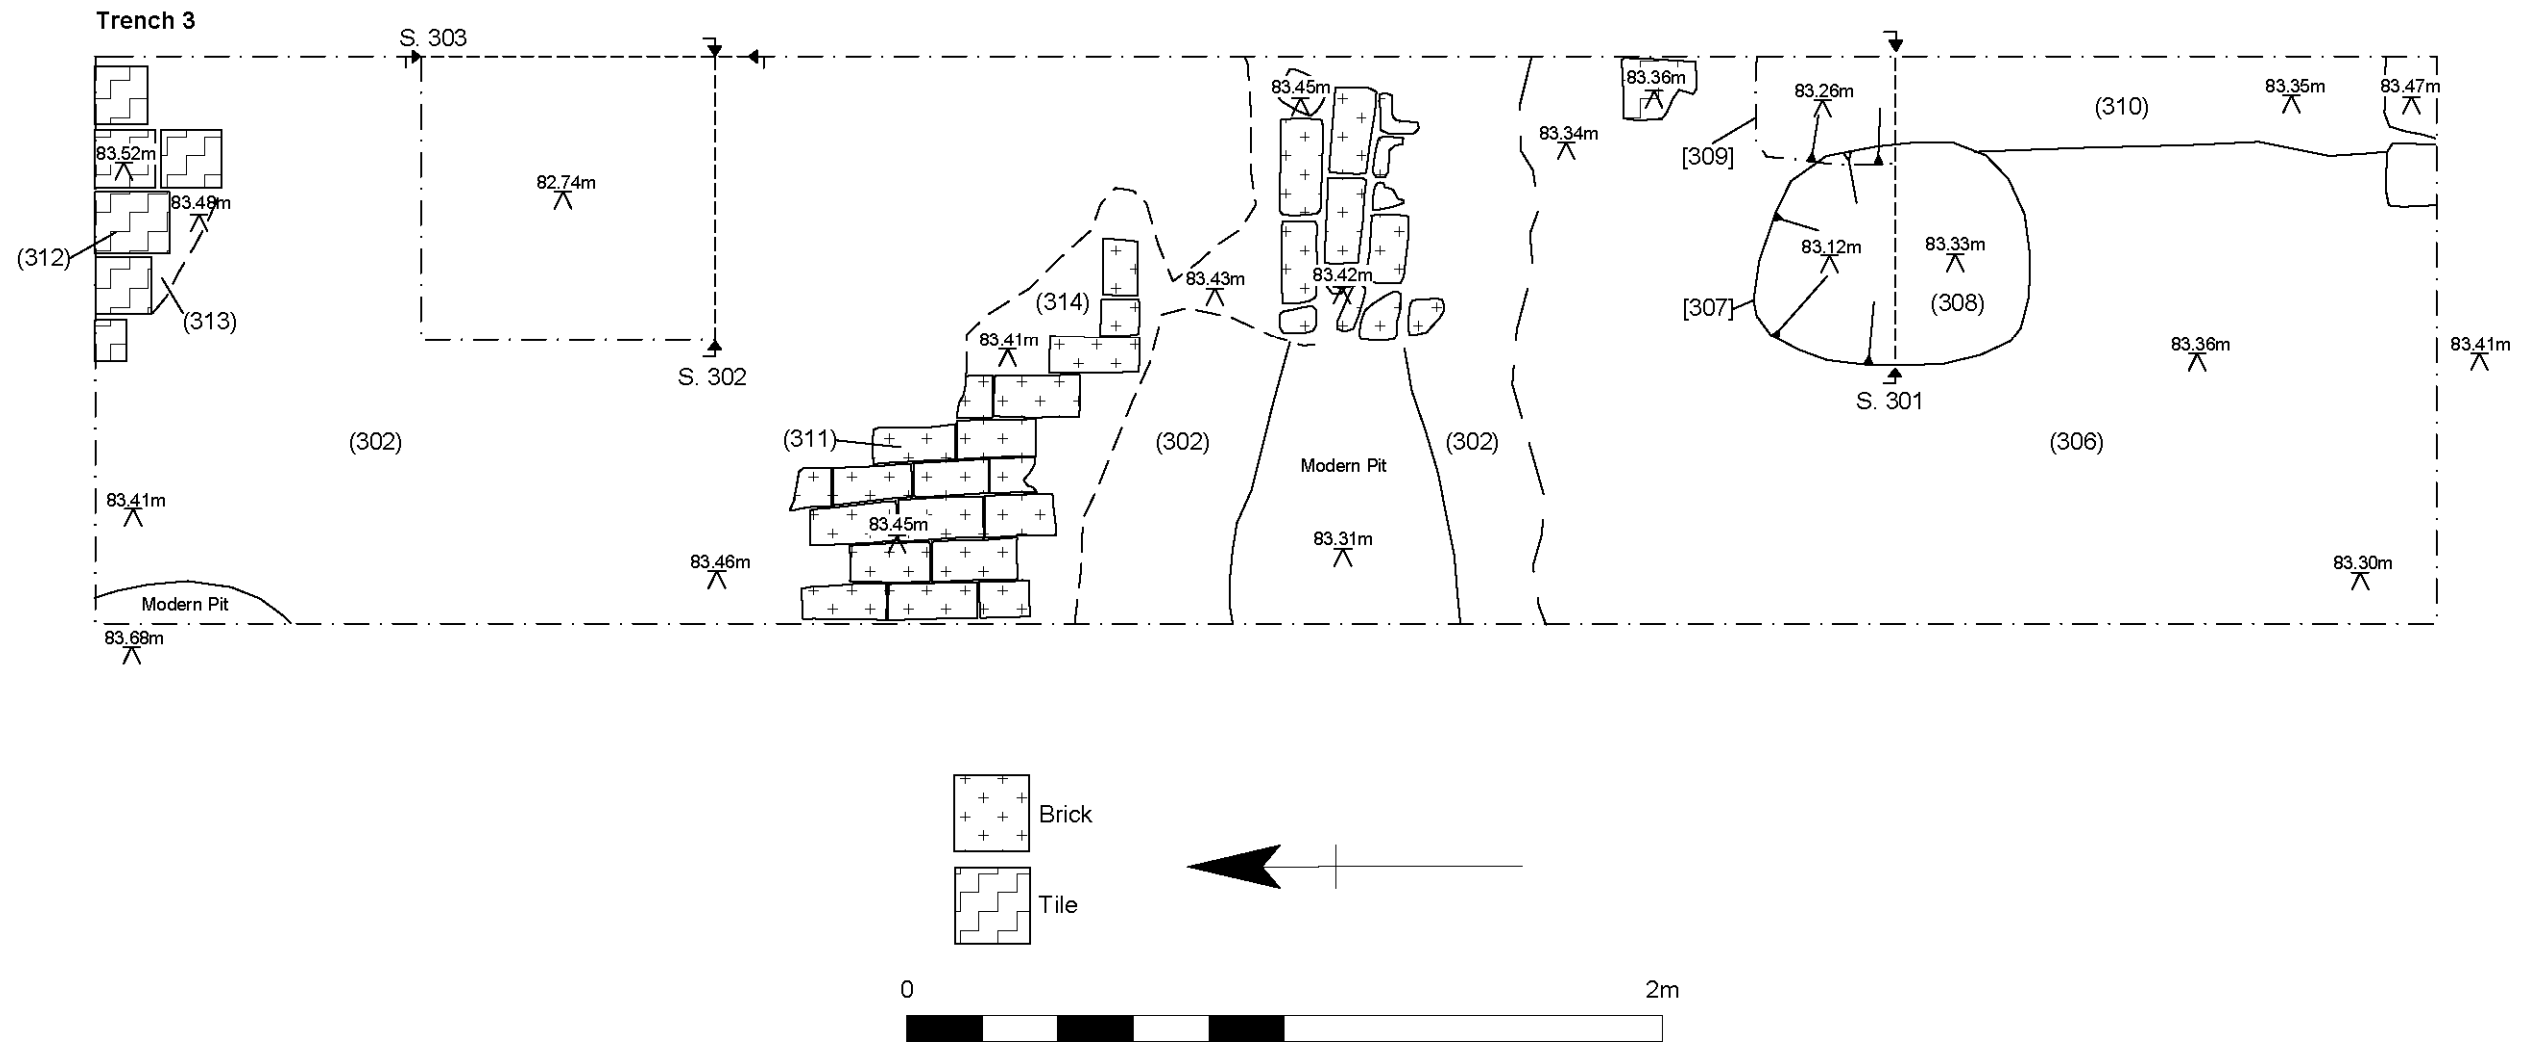 Trench 3
S. 303
83.45m
83.36m
83.26m
(310)
83.35m
83.47m
83.52m
83.34m
[309]
82.74m
83.48m
(312)
(313)
(314)
83.43m
83.42m
83.12m
83.33m
[307]
(308)
83.41m
83.36m
83.41m
S. 302
S. 301
(302)
(311)
(302)
(302)
(306)
Modern Pit
83.41m
83.45m
83.31m
83.46m
83.30m
Modern Pit
83.68m
Brick
Tile
0 2m